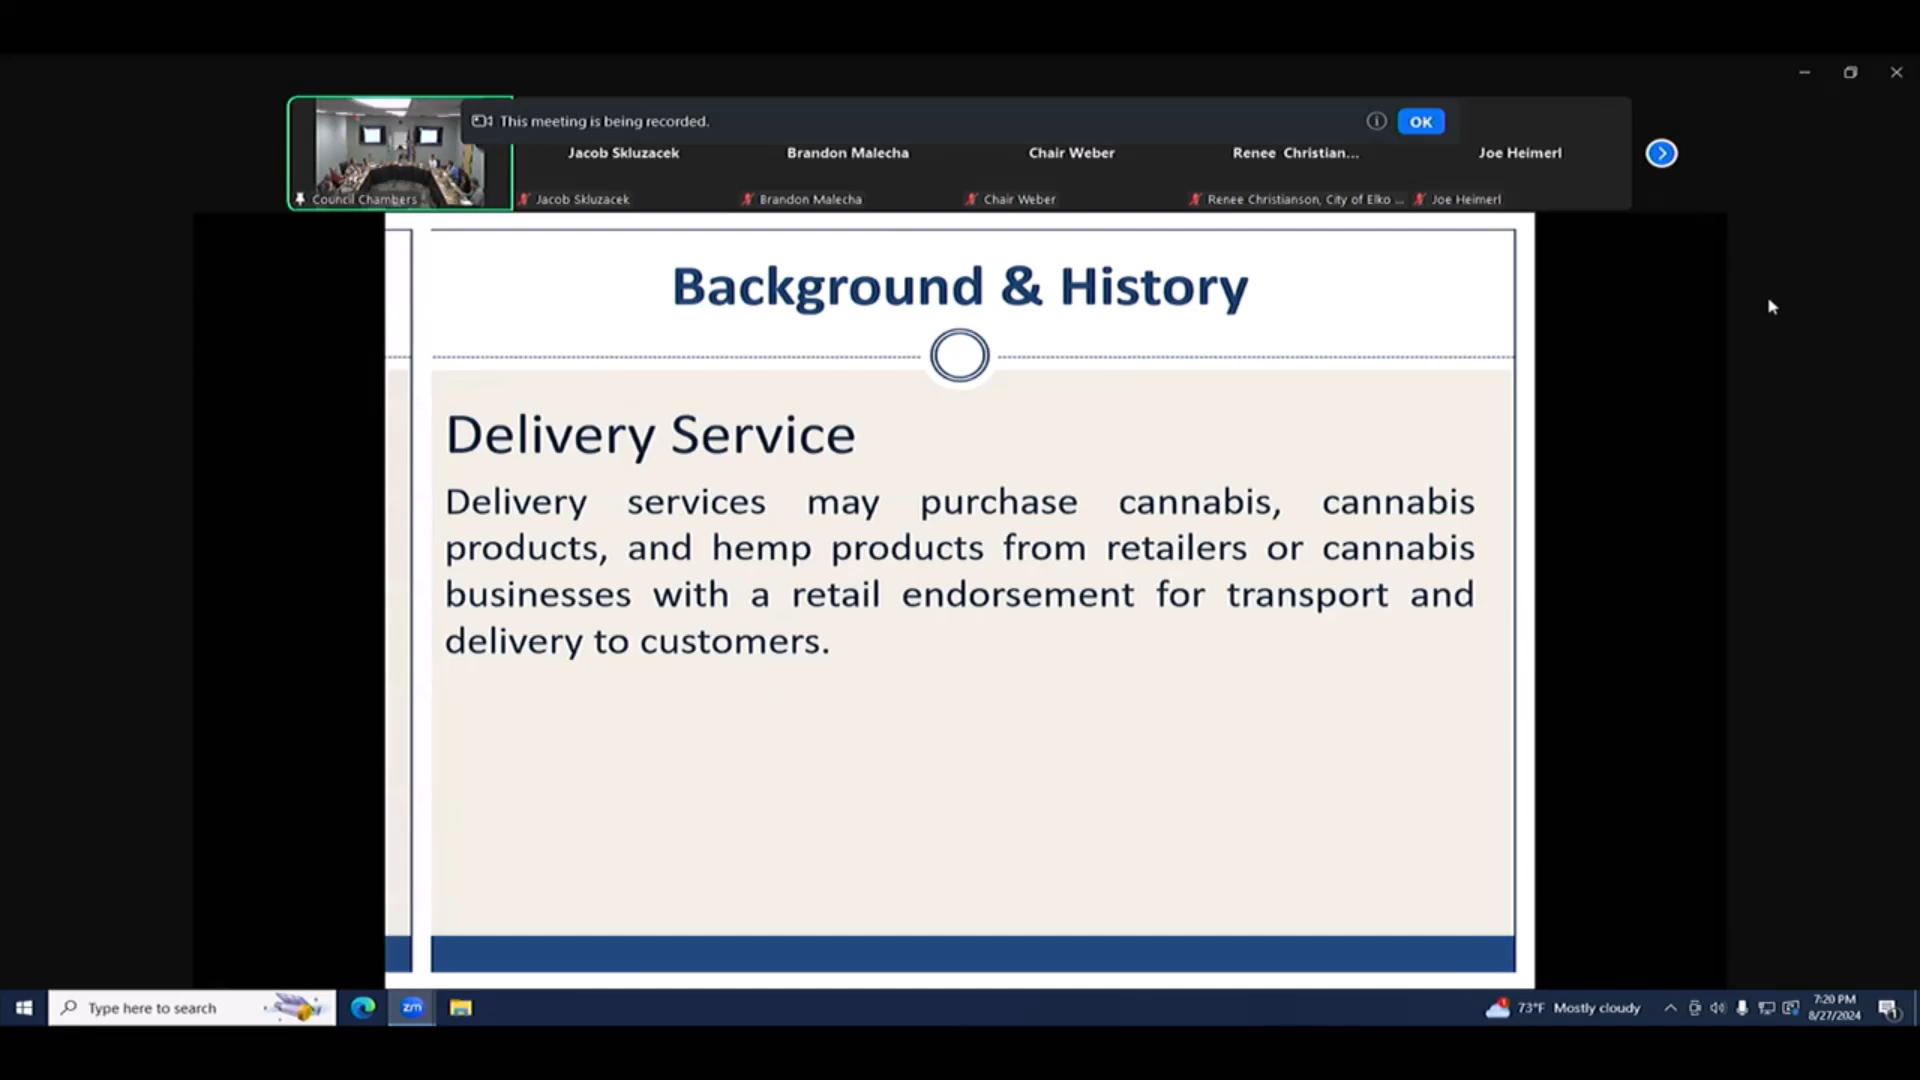 This meeting is being recorded.
OK
Jacob Skluzacek
Brandon Malecha
Chair Weber
Renee Christian...
Joe Heimerl
Council Chambers
Jacob Skluzacek
Brandon Malecha
Chair Weber
Renee Christianson, City of Elko ...
Joe Heimerl
Background & History
Delivery Service
Delivery services may purchase cannabis, cannabis
products, and hemp products from retailers or cannabis
businesses with a retail endorsement for transport and
delivery to customers.
Type here to search
zm
73°F Mostly cloudy
7:20 PM
8/27/2024
1